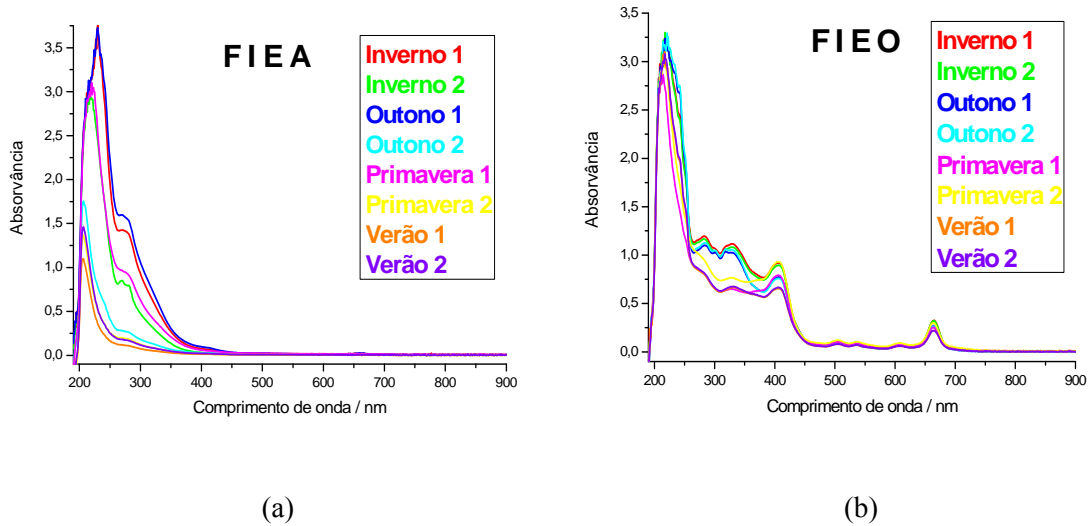 FIEA
Absorvância
3,5
3,0
2,5
2,0
1,5
1,0
0,5
0,0
Inverno 1
Inverno 2
Outono 1
Outono 2
Primavera 1
Primavera 2
Verão 1
Verão 2
200 300 400 500 600 700 800 900
Comprimento de onda / nm
(a)
FIEO
Absorvância
3,5
3,0
2,5
2,0
1,5
1,0
0,5
0,0
Inverno 1
Inverno 2
Outono 1
Outono 2
Primavera 1
Primavera 2
Verão 1
Verão 2
200 300 400 500 600 700 800 900
Comprimento de onda / nm
(b)